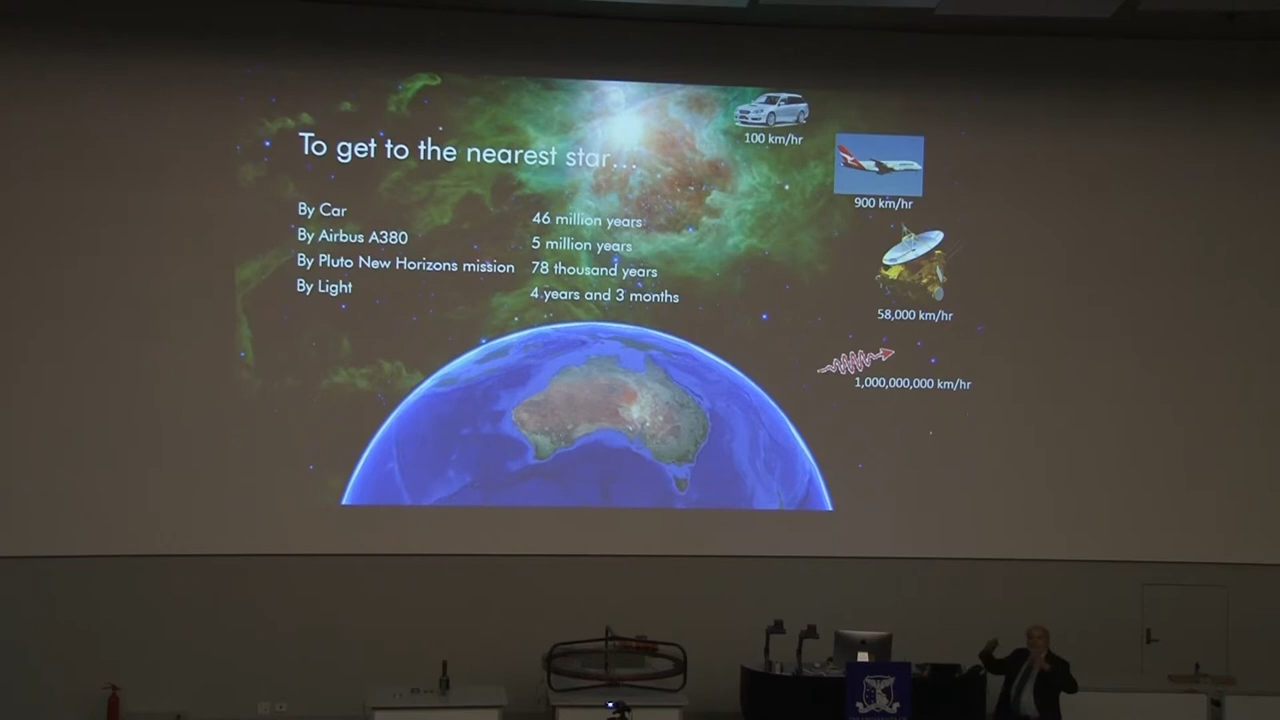 To get to the nearest star...
By Car 46 million years
By Airbus A380 5 million years
By Pluto New Horizons mission 78 thousand years
By Light 4 years and 3 months
100 km/hr
900 km/hr
58,000 km/hr
1,000,000,000 km/hr